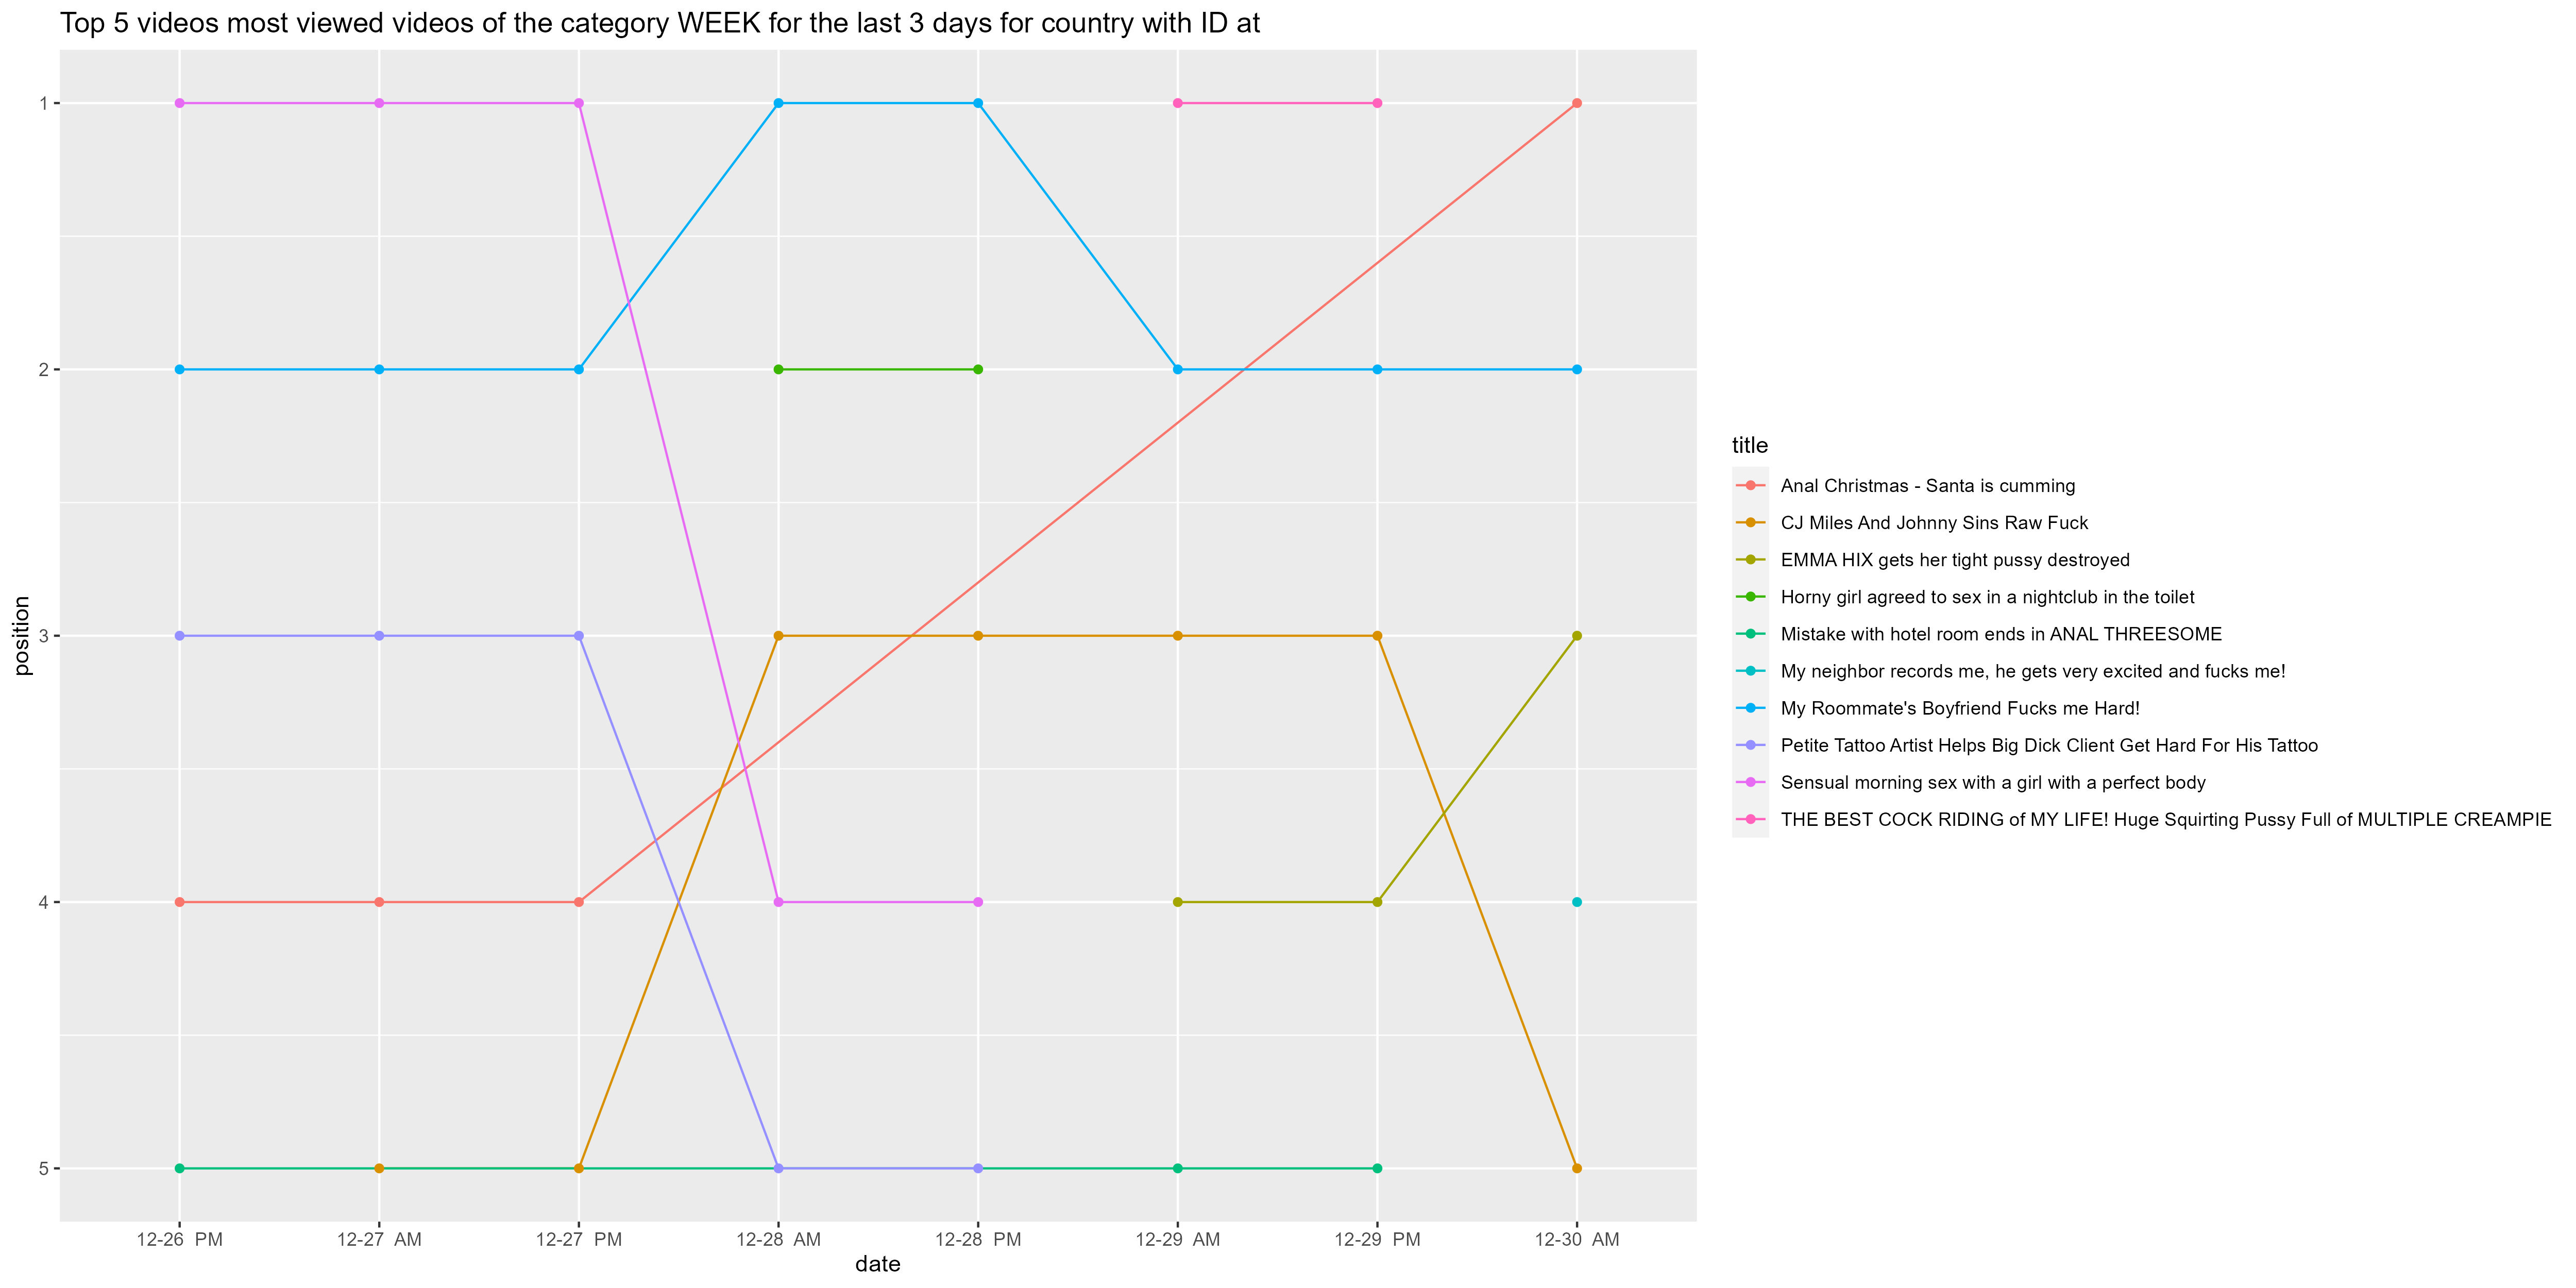 Top 5 videos most viewed videos of the category WEEK for the last 3 days for country with ID at
position
1
2
3
4
5
12-26 PM
12-27 AM
12-27 PM
12-28 AM
12-28 PM
12-29 AM
12-29 PM
12-30 AM
date
title
Anal Christmas - Santa is cumming
CJ Miles And Johnny Sins Raw Fuck
EMMA HIX gets her tight pussy destroyed
Horny girl agreed to sex in a nightclub in the toilet
Mistake with hotel room ends in ANAL THREESOME
My neighbor records me, he gets very excited and fucks me!
My Roommate's Boyfriend Fucks me Hard!
Petite Tattoo Artist Helps Big Dick Client Get Hard For His Tattoo
Sensual morning sex with a girl with a perfect body
THE BEST COCK RIDING of MY LIFE! Huge Squirting Pussy Full of MULTIPLE CREAMPIE